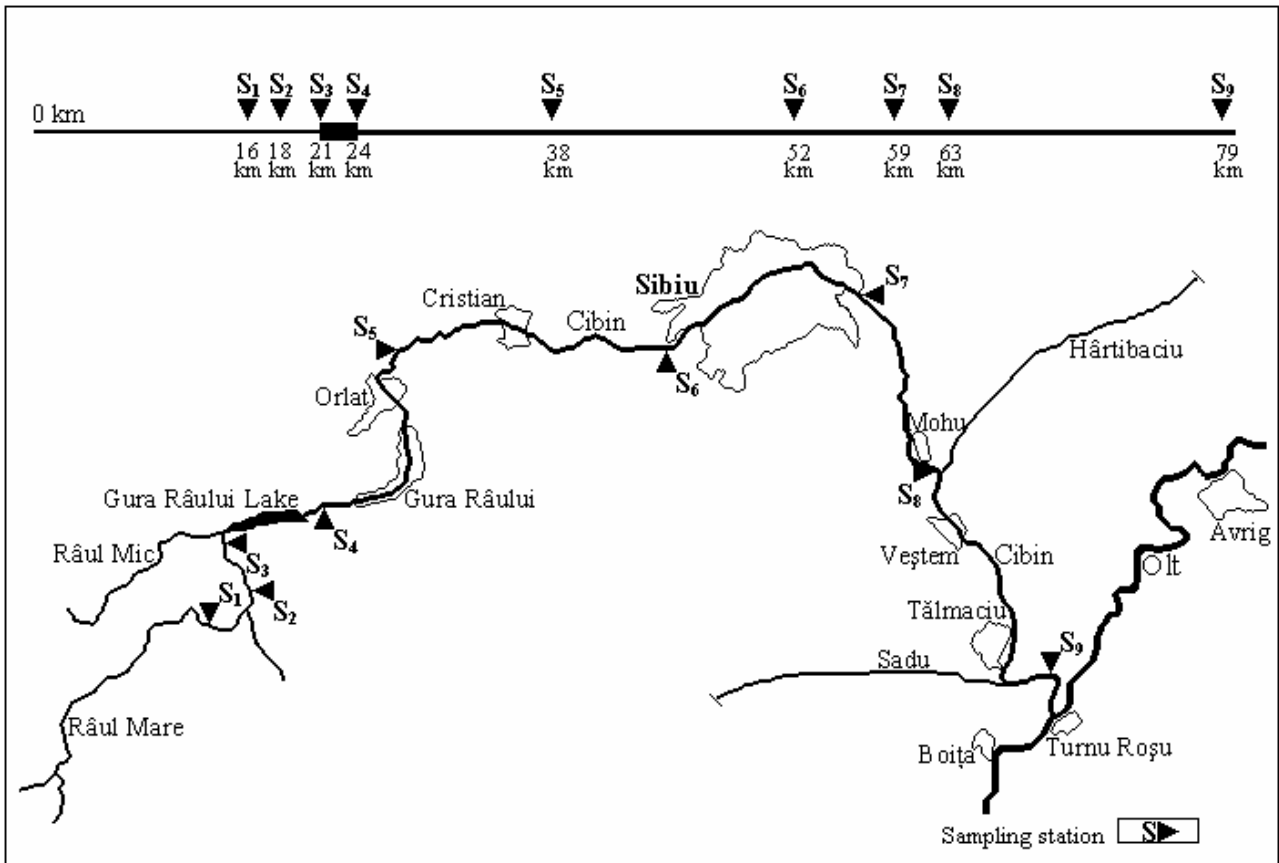 S1 S2 S3 S4 S5 S6 S7 S8 S9
0 km
16 18 21 24 38 52 59 63 79
km km km km km km km km km
Sibiu
S7
Cristian
Cibin
S5
Hârtibaciu
S6
Orlat
Mohu
Gura Râului Lake
Gura Râului
S8
Avrig
S4
Râul Mic
S3
Veştem
Cibin
Olt
S1
S2
Tălmaciu
S9
Sadu
Râul Mare
Boiţa
Turnu Roşu
Sampling station S